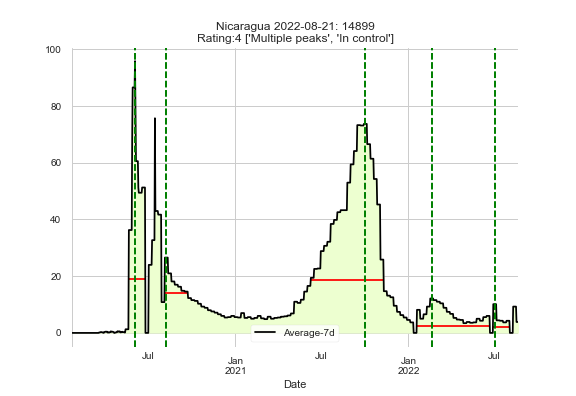 Nicaragua 2022-08-21: 14899
Rating:4 ['Multiple peaks', 'In control']
100
80
60
40
20
0
Jul
Jan
2021
Jul
Jan
2022
Jul
Average-7d
Date